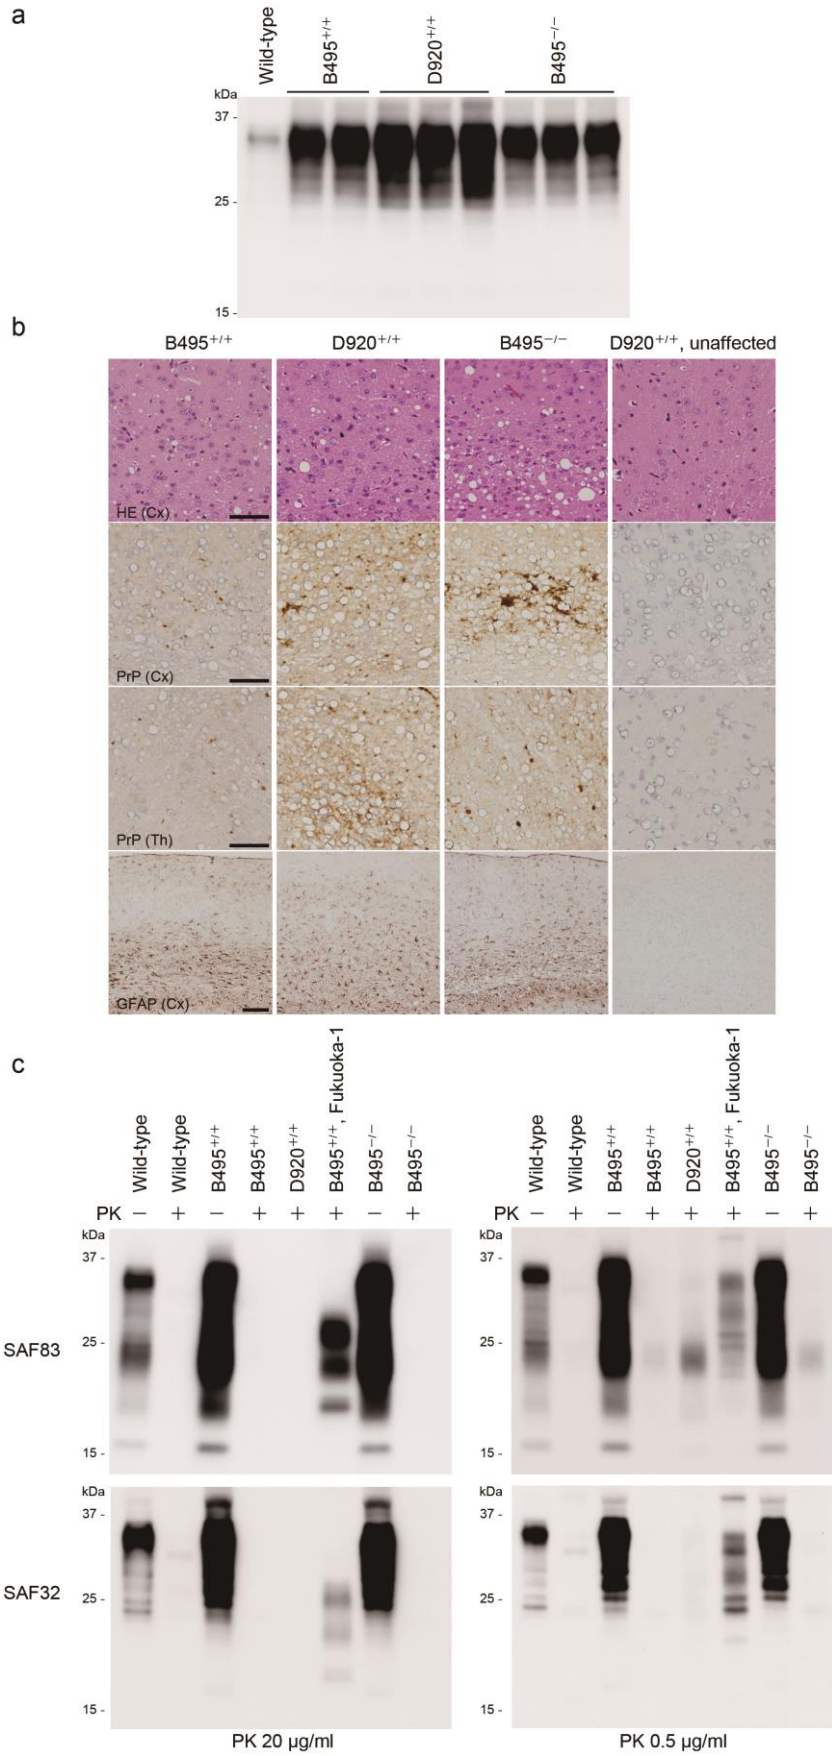 a
Wild-type
B495+/+
D920+/+
B495−/−
kDa
37 -
25 -
15 -
b
B495+/+ D920+/+ B495−/− D920+/+, unaffected
HE (Cx)
PrP (Cx)
PrP (Th)
GFAP (Cx)
c
Wild-type
Wild-type
B495+/+
B495+/+
D920+/+
B495+/+, Fukuoka-1
B495−/−
B495−/−
Wild-type
Wild-type
B495+/+
B495+/+
D920+/+
B495+/+, Fukuoka-1
B495−/−
B495−/−
PK − + − + + + − +
PK − + − + + + − +
kDa
37 -
25 -
15 -
SAF83
kDa
37 -
25 -
15 -
kDa
37 -
25 -
15 -
SAF32
kDa
37 -
25 -
15 -
PK 20 μg/ml
PK 0.5 μg/ml